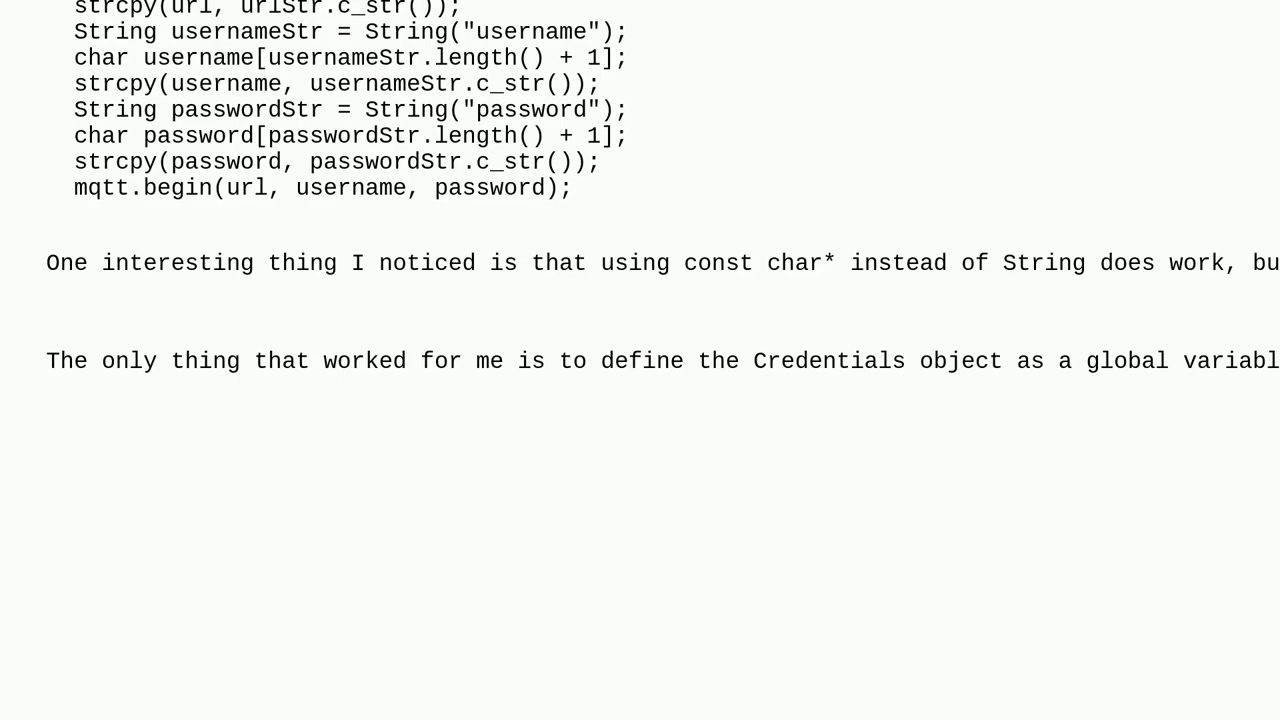 strcpy(url, urlStr.c_str());
String usernameStr = String("username");
char username[usernameStr.length() + 1];
strcpy(username, usernameStr.c_str());
String passwordStr = String("password");
char password[passwordStr.length() + 1];
strcpy(password, passwordStr.c_str());
mqtt.begin(url, username, password);
One interesting thing I noticed is that using const char* instead of String does work, bu
The only thing that worked for me is to define the Credentials object as a global variabl